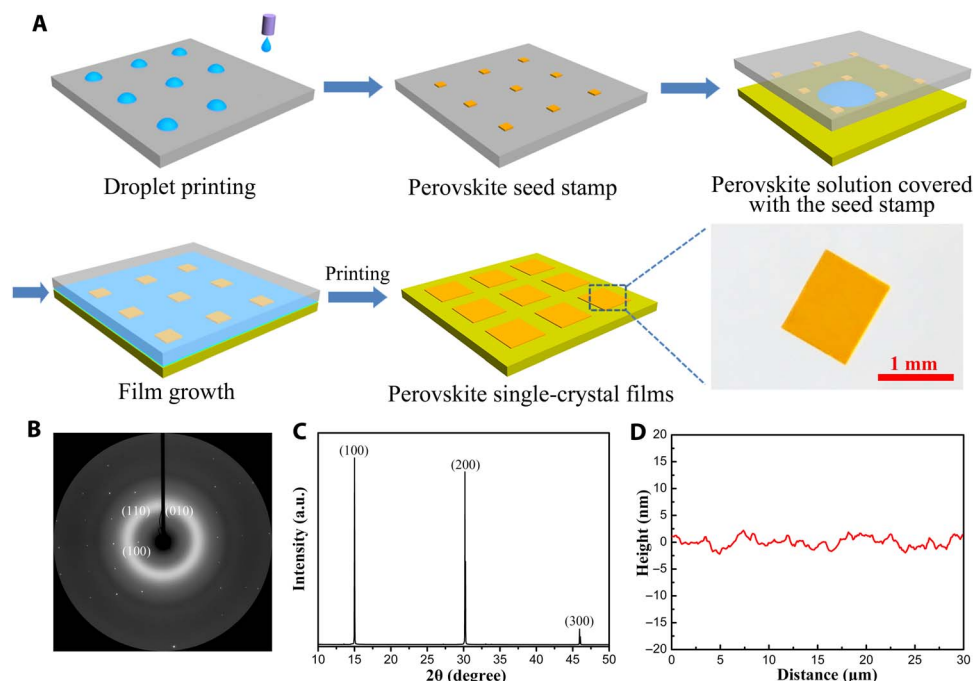 A
Droplet printing
Perovskite seed stamp
Perovskite solution covered
with the seed stamp
Printing
Film growth
Perovskite single-crystal films
1 mm
B
(110)
(010)
(100)
C
(100)
(200)
(300)
Intensity (a.u.)
10 15 20 25 30 35 40 45 50
2θ (degree)
D
20
15
10
5
0
−5
−10
−15
−20
Height (nm)
0 5 10 15 20 25 30
Distance (μm)